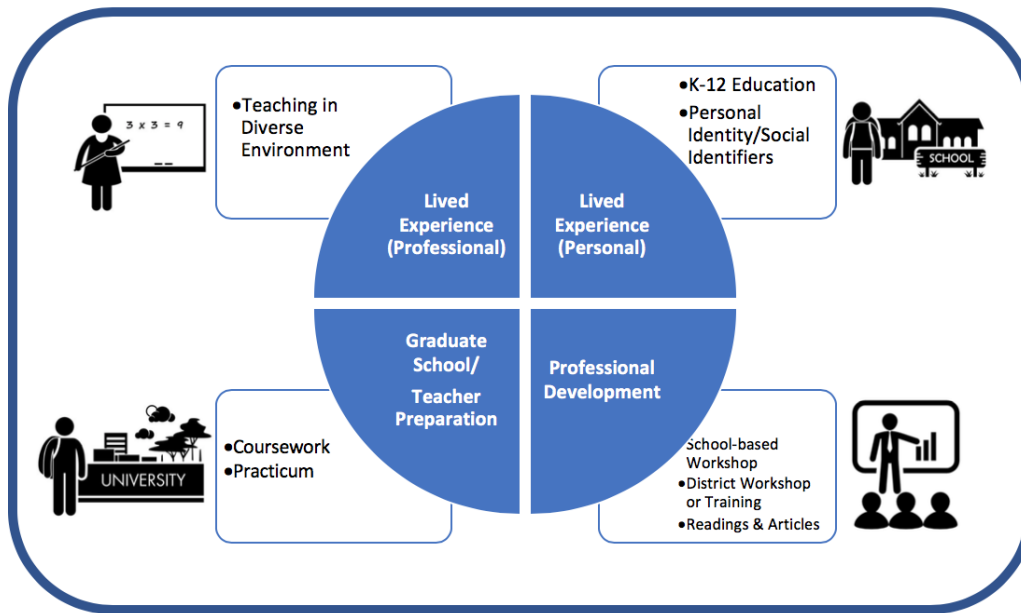 •Teaching in
Diverse
Environment
3 x 3 = 9
Lived
Experience
(Professional)
•K-12 Education
•Personal
Identity/Social
Identifiers
SCHOOL
Lived
Experience
(Personal)
Graduate
School/
Teacher
Preparation
•Coursework
•Practicum
UNIVERSITY
Professional
Development
School-based
Workshop
•District Workshop
or Training
•Readings & Articles